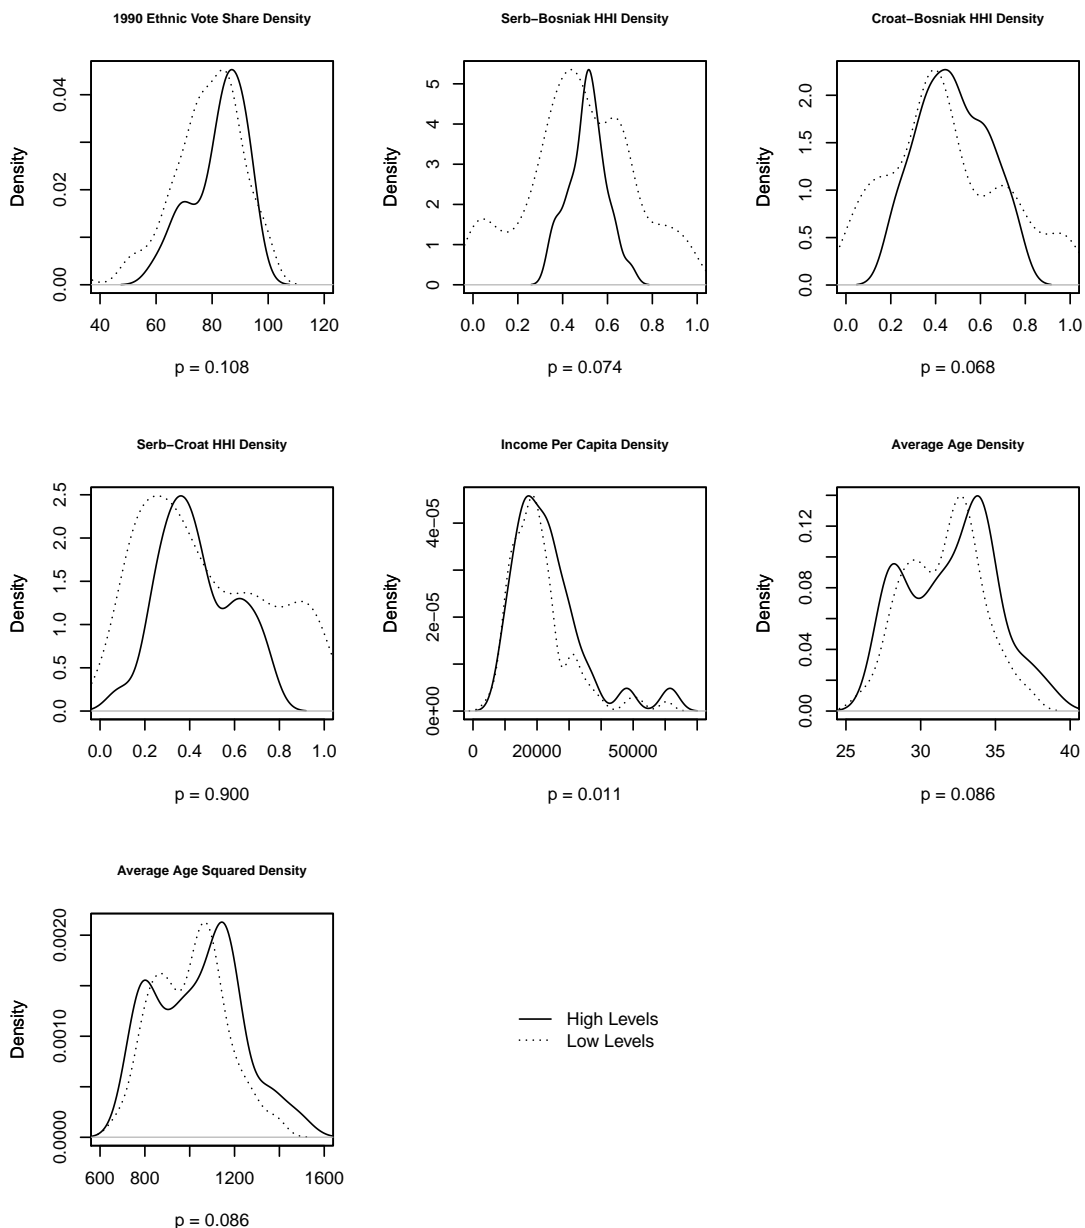 1990 Ethnic Vote Share Density
Serb−Bosniak HHI Density
Croat−Bosniak HHI Density
Density
0.00
0.02
0.04
40 60 80 100 120
p = 0.108
Density
0 1 2 3 4 5
0.0 0.2 0.4 0.6 0.8 1.0
p = 0.074
Density
0.0 0.5 1.0 1.5 2.0
0.0 0.2 0.4 0.6 0.8 1.0
p = 0.068
Serb−Croat HHI Density
Income Per Capita Density
Average Age Density
Density
0.0 0.5 1.0 1.5 2.0 2.5
0.0 0.2 0.4 0.6 0.8 1.0
p = 0.900
Density
0e+00 2e−05 4e−05
0 20000 50000
p = 0.011
Density
0.00 0.04 0.08 0.12
25 30 35 40
p = 0.086
Average Age Squared Density
Density
0.0000 0.0010 0.0020
600 800 1200 1600
p = 0.086
High Levels
Low Levels